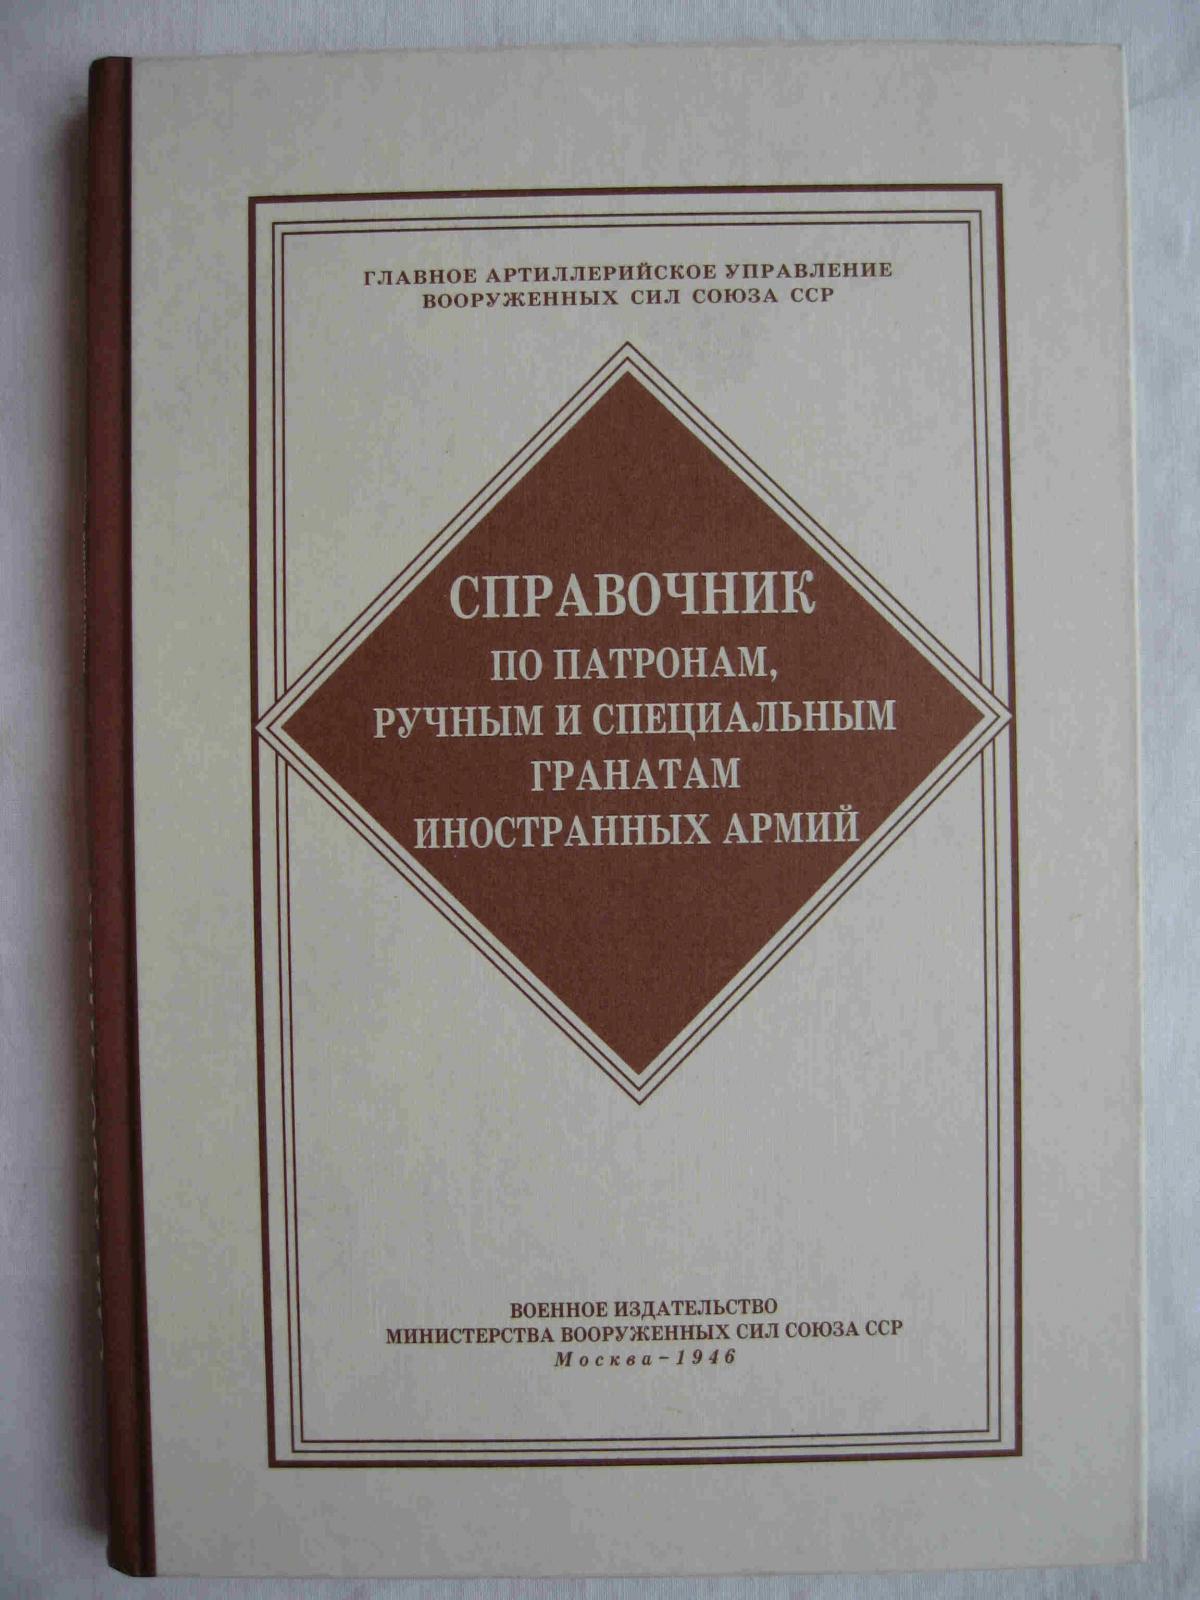 ГЛАВНОЕ АРТИЛЛЕРИЙСКОЕ УПРАВЛЕНИЕ
ВООРУЖЕННЫХ СИЛ СОЮЗА ССР
СПРАВОЧНИК
ПО ПАТРОНАМ,
РУЧНЫМ И СПЕЦИАЛЬНЫМ
ГРАНАТАМ
ИНОСТРАННЫХ АРМИЙ
ВОЕННОЕ ИЗДАТЕЛЬСТВО
МИНИСТЕРСТВА ВООРУЖЕННЫХ СИЛ СОЮЗА ССР
Москва – 1946